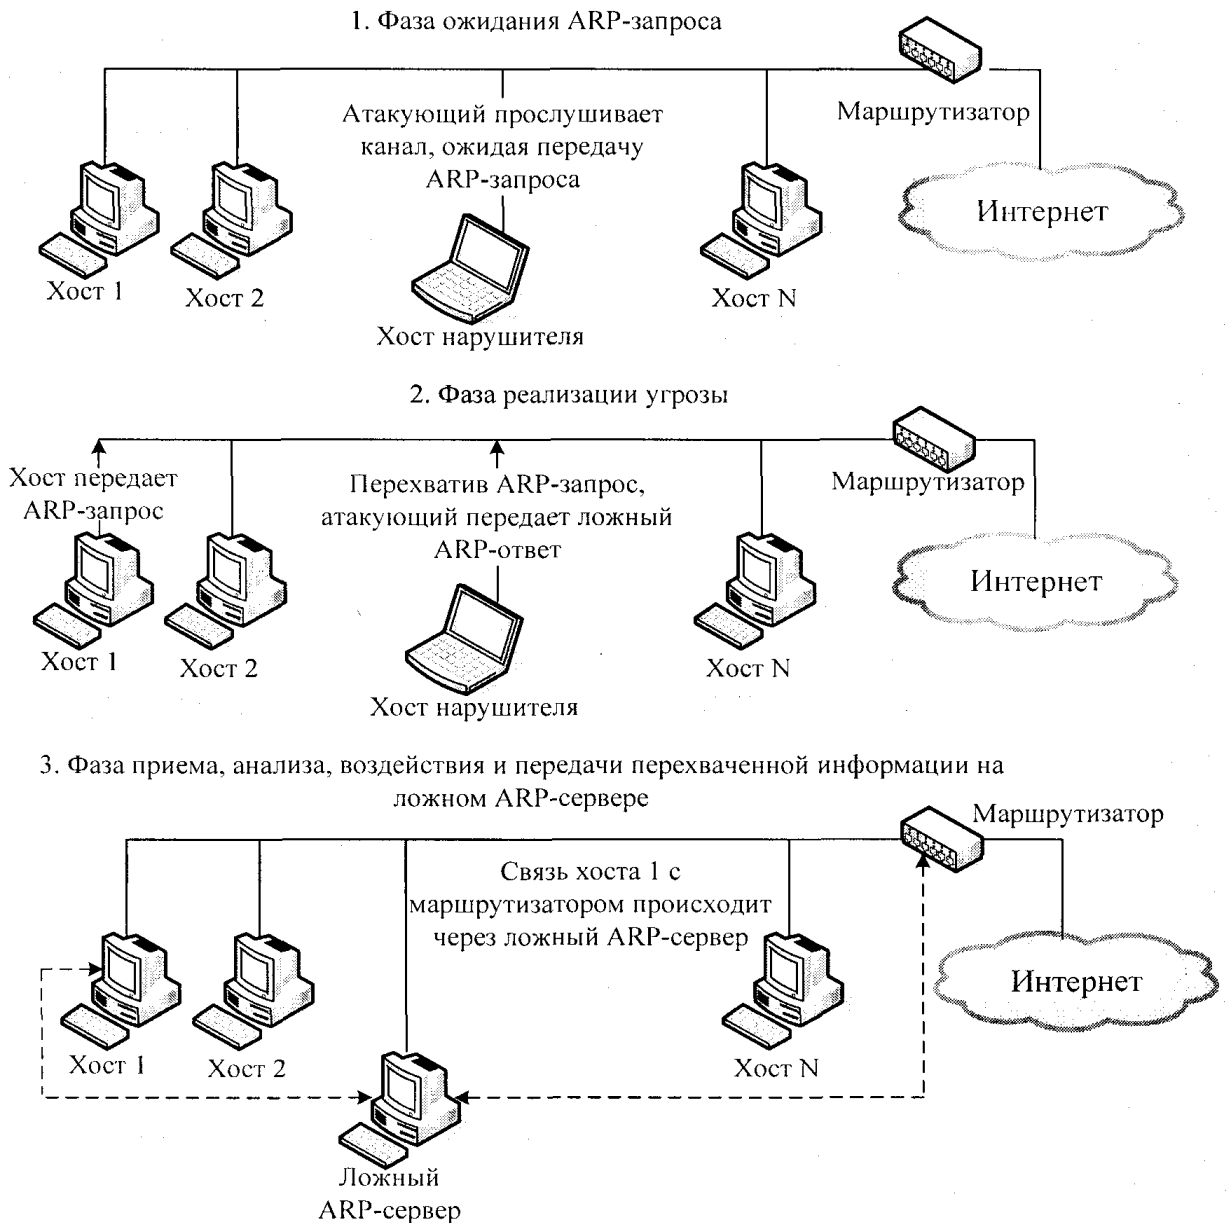 1. Фаза ожидания ARP-запроса
Маршрутизатор
Атакующий прослушивает
канал, ожидая передачу
ARP-запроса
Интернет
Хост 1
Хост 2
Хост N
Хост нарушителя
2. Фаза реализации угрозы
Хост передает
ARP-запрос
Перехватив ARP-запрос,
атакующий передает ложный
ARP-ответ
Маршрутизатор
Интернет
Хост 1
Хост 2
Хост N
Хост нарушителя
3. Фаза приема, анализа, воздействия и передачи перехваченной информации на
ложном ARP-сервере
Маршрутизатор
Связь хоста 1 с
маршрутизатором происходит
через ложный ARP-сервер
Интернет
Хост 1
Хост 2
Хост N
Ложный
ARP-сервер